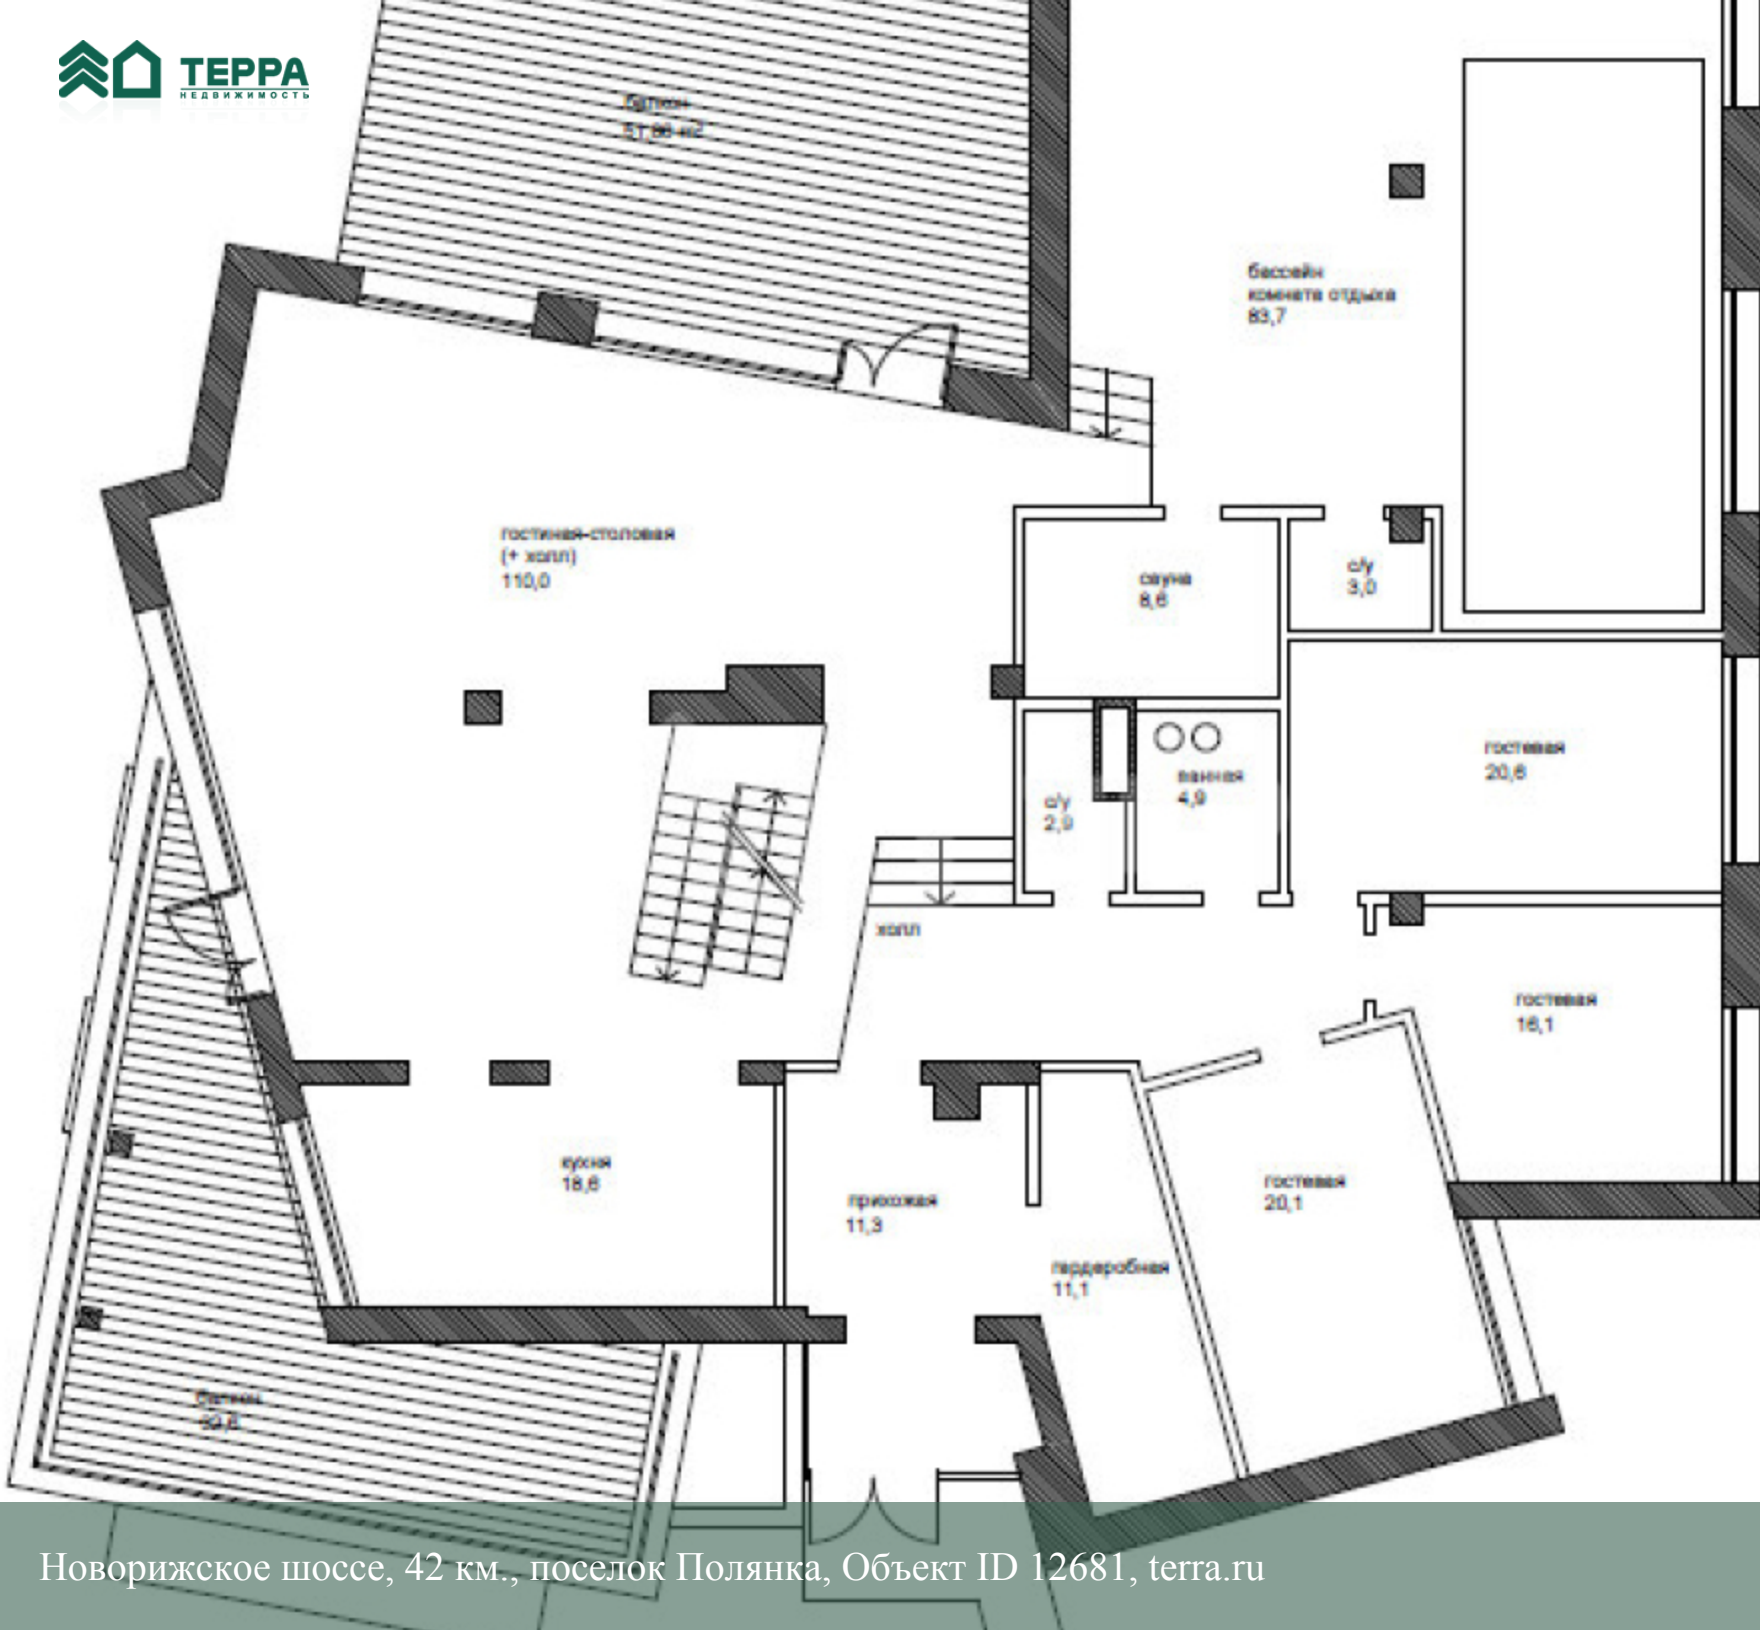 ТЕРРА
НЕДВИЖИМОСТЬ
балкон
бассейн
комната отдыха
83,7
гостиная-столовая
(+ холл)
110,0
сауна
8,6
с/у
3,0
гостевая
20,6
ванная
4,9
с/у
2,9
холл
гостевая
16,1
кухня
18,6
прихожая
11,3
гостевая
20,1
гардеробная
11,1
балкон
Новорижское шоссе, 42 км., поселок Полянка, Объект ID 12681, terra.ru